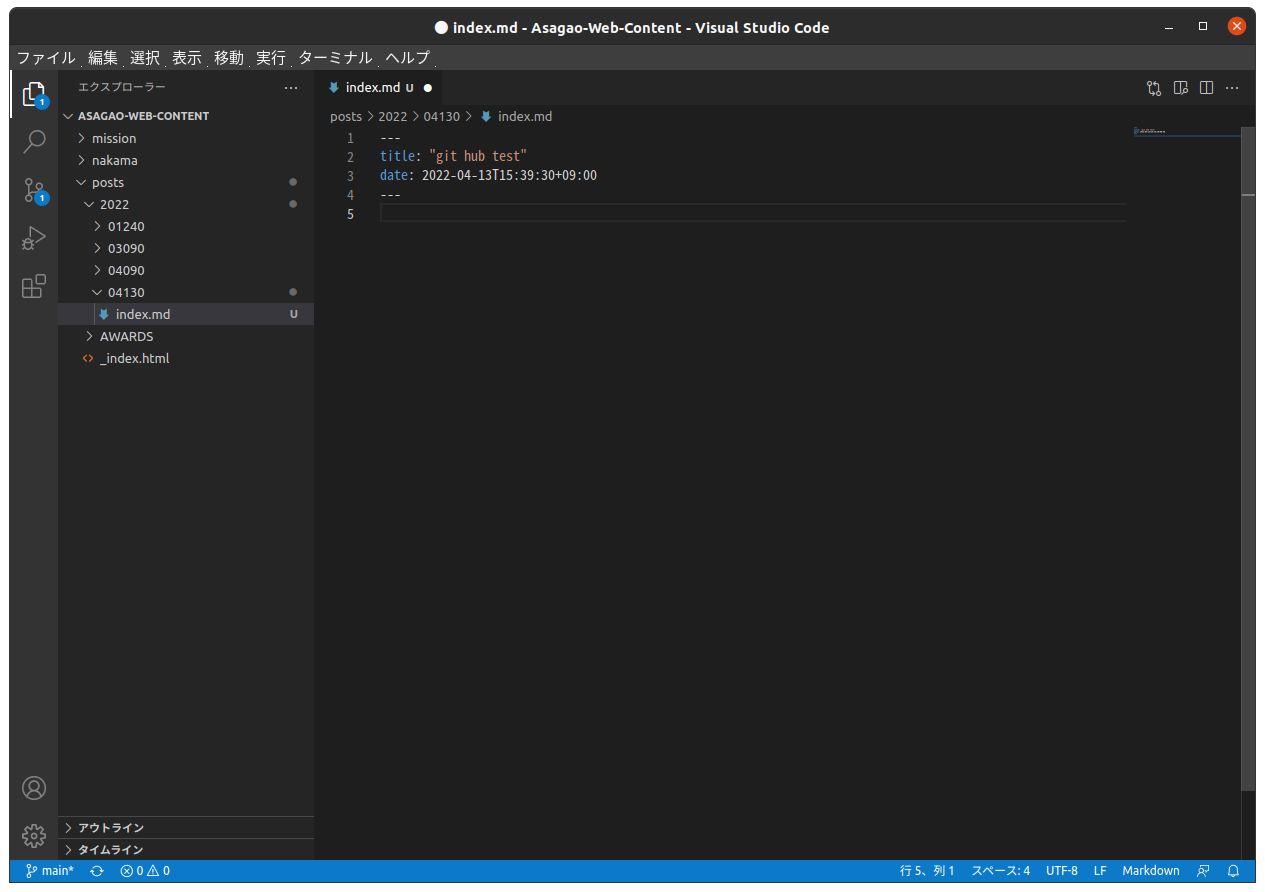 index.md - Asagao-Web-Content - Visual Studio Code
ファイル 編集 選択 表示 移動 実行 ターミナル ヘルプ
エクスプローラー ...
index.md U
1
ASAGAO-WEB-CONTENT
mission
nakama
posts
2022
01240
03090
04090
04130
index.md U
AWARDS
_index.html
1
posts > 2022 > 04130 > index.md
1 ---
2 title: "git hub test"
3 date: 2022-04-13T15:39:30+09:00
4 ---
5
アウトライン
タイムライン
main* 0 0 行 5、列 1 スペース: 4 UTF-8 LF Markdown